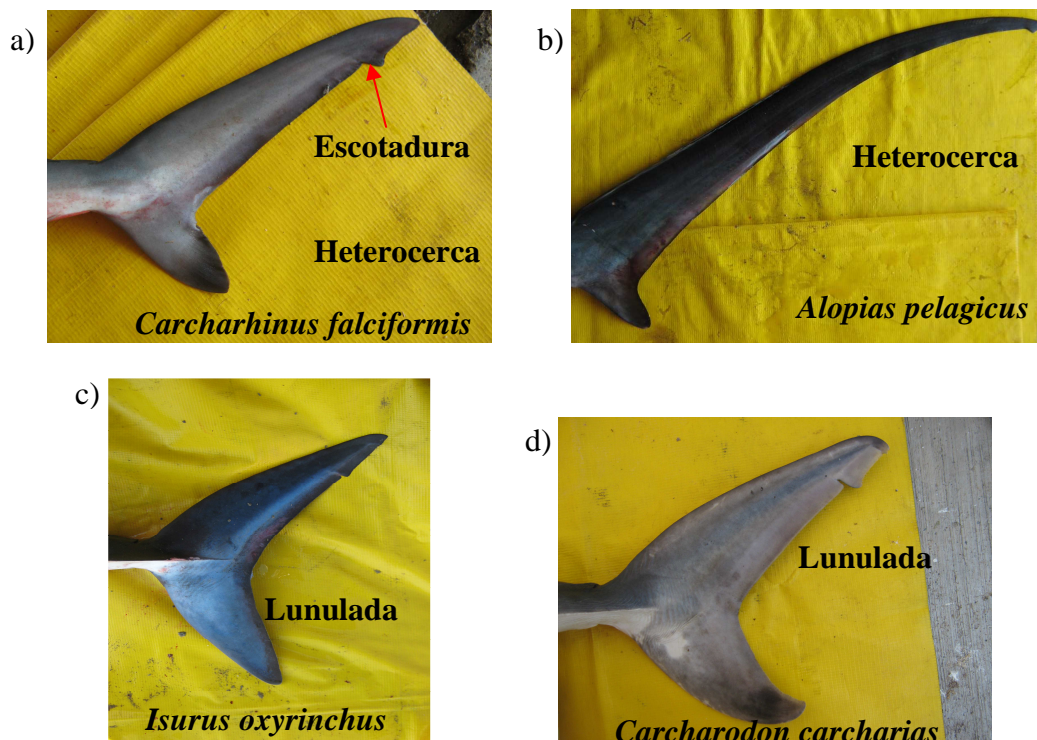 a)
Escotadura
Heterocerca
Carcharhinus falciformis
b)
Heterocerca
Alopias pelagicus
c)
Lunulada
Isurus oxyrinchus
d)
Lunulada
Carcharodon carcharias